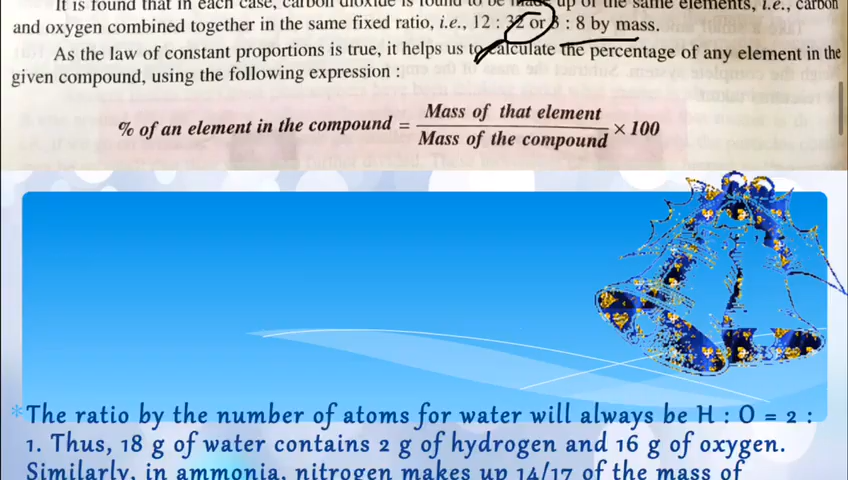 It is found that in each case, carbon dioxide is found to be made up of the same elements, i.e., carbon
and oxygen combined together in the same fixed ratio, i.e., 12 : 32 or 3 : 8 by mass.
As the law of constant proportions is true, it helps us to calculate the percentage of any element in the
given compound, using the following expression :
% of an element in the compound = Mass of that element / Mass of the compound × 100
*The ratio by the number of atoms for water will always be H : O = 2 :
1. Thus, 18 g of water contains 2 g of hydrogen and 16 g of oxygen.
Similarly, in ammonia, nitrogen makes up 14/17 of the mass of